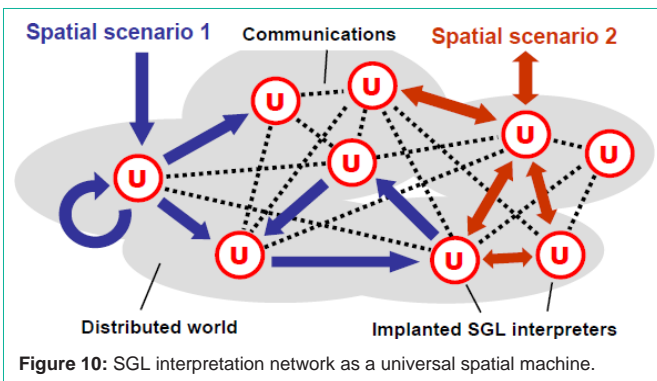 Spatial scenario 1
Communications
Spatial scenario 2
U
U
U
U
U
U
U
U
U
Distributed world
Implanted SGL interpreters
Figure 10: SGL interpretation network as a universal spatial machine.